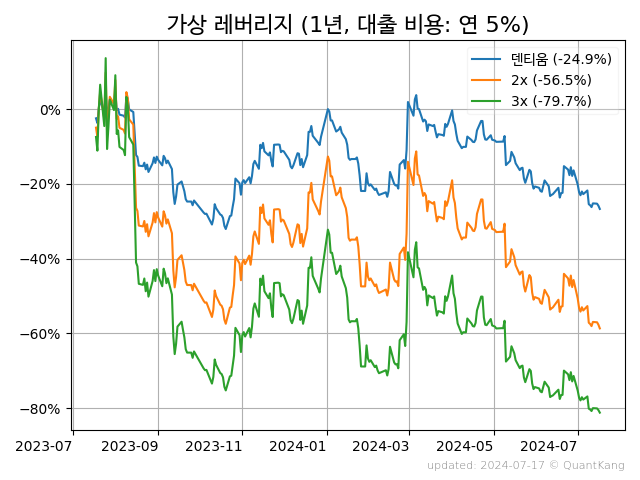 가상 레버리지 (1년, 대출 비용: 연 5%)
덴티움 (-24.9%)
2x (-56.5%)
3x (-79.7%)
0%
−20%
−40%
−60%
−80%
2023-07 2023-09 2023-11 2024-01 2024-03 2024-05 2024-07
updated: 2024-07-17 © QuantKang